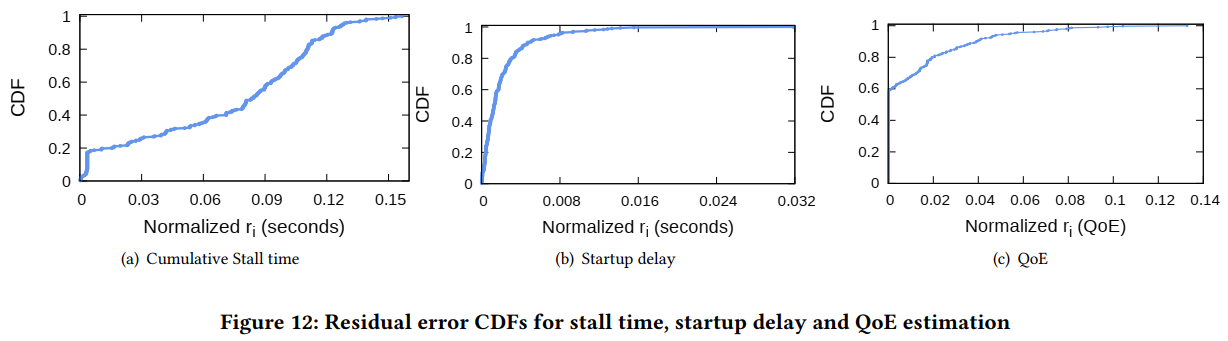 CDF
1
0.8
0.6
0.4
0.2
0
0 0.03 0.06 0.09 0.12 0.15
Normalized ri (seconds)
(a) Cumulative Stall time
CDF
1
0.8
0.6
0.4
0.2
0
0 0.008 0.016 0.024 0.032
Normalized ri (seconds)
(b) Startup delay
CDF
1
0.8
0.6
0.4
0.2
0
0 0.02 0.04 0.06 0.08 0.1 0.12 0.14
Normalized ri (QoE)
(c) QoE
Figure 12: Residual error CDFs for stall time, startup delay and QoE estimation